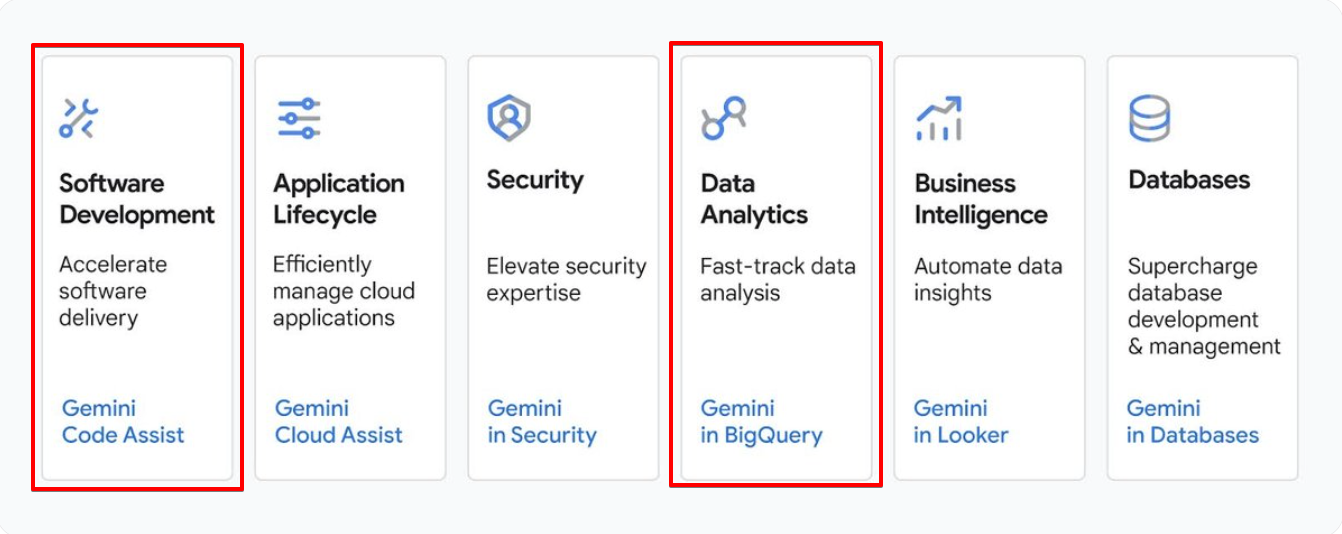 Software
Development
Accelerate
software
delivery
Gemini
Code Assist
Application
Lifecycle
Efficiently
manage cloud
applications
Gemini
Cloud Assist
Security
Elevate security
expertise
Gemini
in Security
Data
Analytics
Fast-track data
analysis
Gemini
in BigQuery
Business
Intelligence
Automate data
insights
Gemini
in Looker
Databases
Supercharge
database
development
& management
Gemini
in Databases